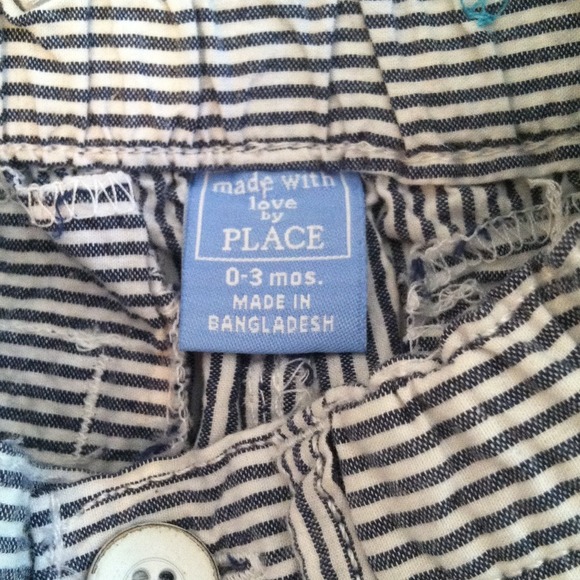 made with
love
by
PLACE
0-3 mos.
MADE IN
BANGLADESH